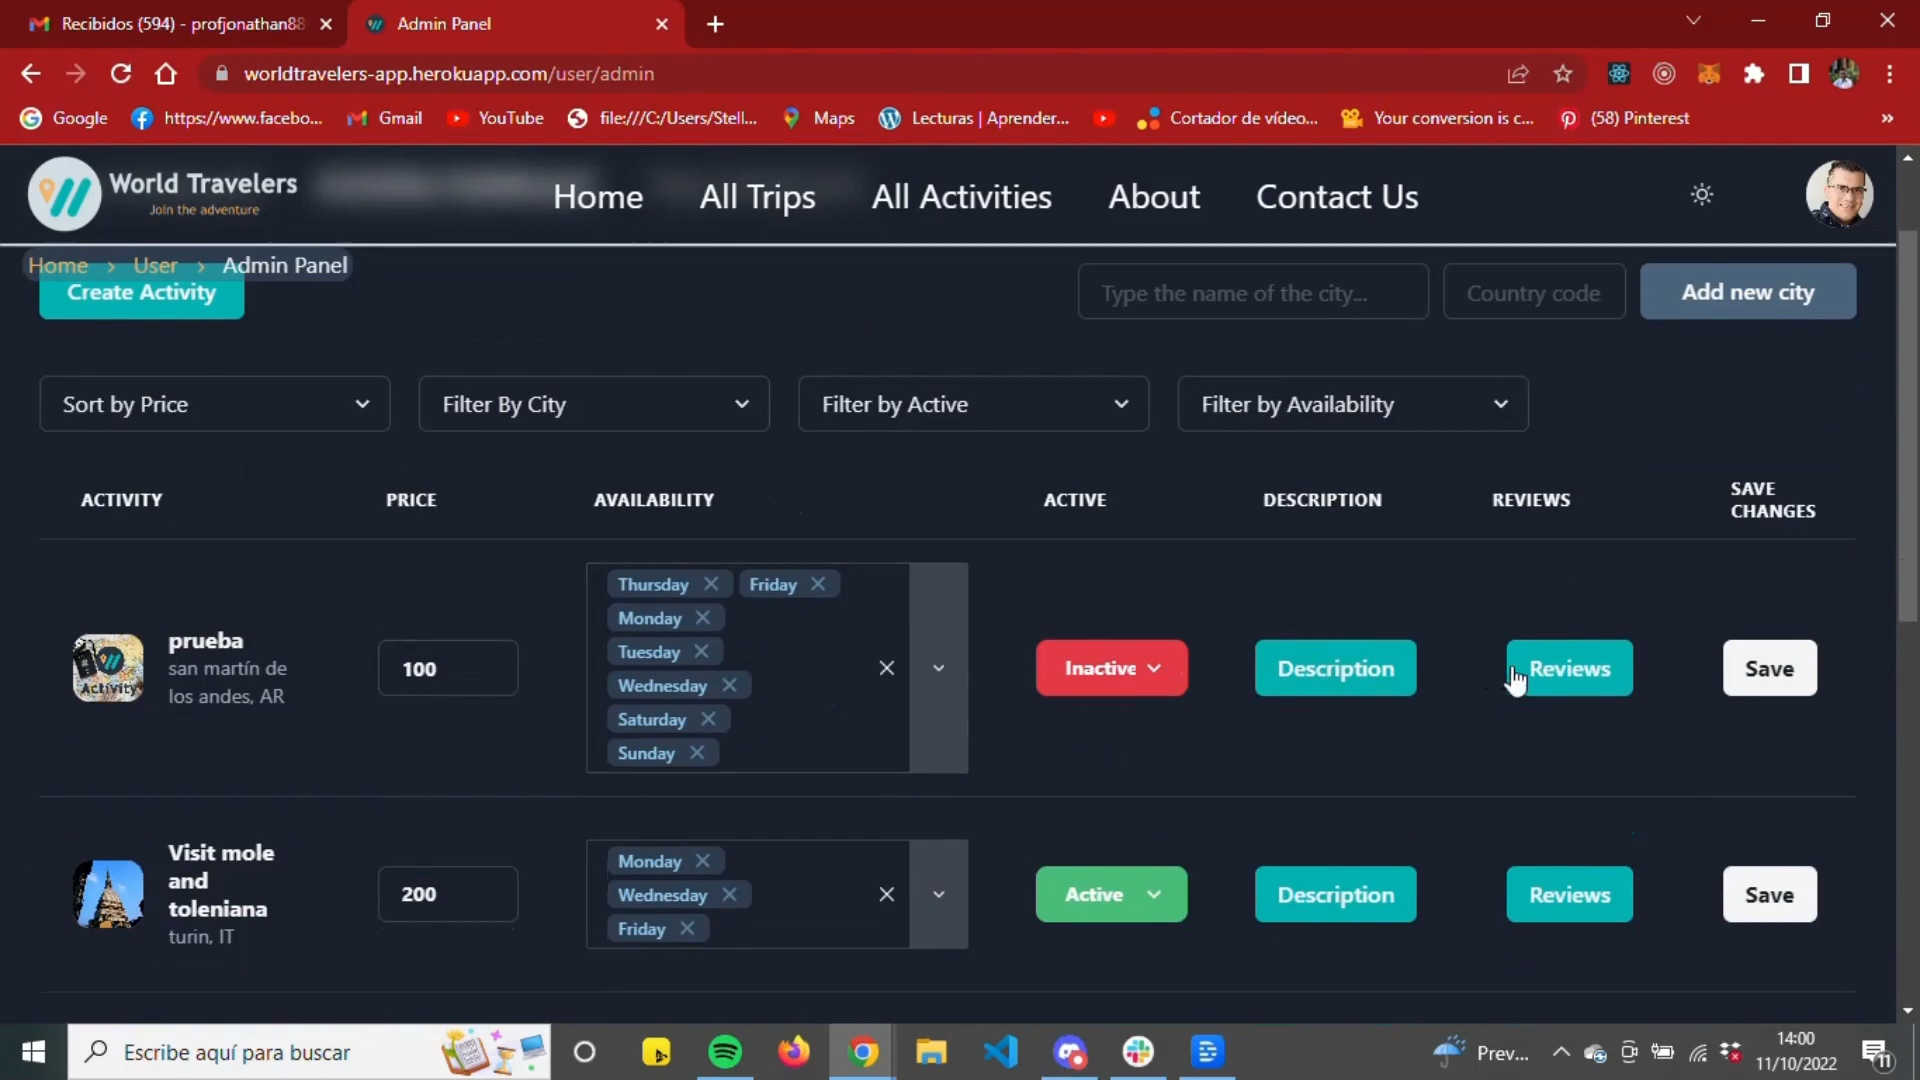 Recibidos (594) - profjonathan88
Admin Panel
worldtravelers-app.herokuapp.com/user/admin
Google
https://www.facebo...
Gmail
YouTube
file:///C:/Users/Stell...
Maps
Lecturas | Aprender...
Cortador de vídeo...
Your conversion is c...
(58) Pinterest
»
World Travelers
Join the adventure
Home
All Trips
All Activities
About
Contact Us
Home > User > Admin Panel
Create Activity
Type the name of the city...
Country code
Add new city
Sort by Price
Filter By City
Filter by Active
Filter by Availability
ACTIVITY
PRICE
AVAILABILITY
ACTIVE
DESCRIPTION
REVIEWS
SAVE
CHANGES
Activity
prueba
san martín de
los andes, AR
100
Thursday
Friday
Monday
Tuesday
Wednesday
Saturday
Sunday
Inactive
Description
Reviews
Save
Visit mole
and
toleniana
turin, IT
200
Monday
Wednesday
Friday
Active
Description
Reviews
Save
Escribe aquí para buscar
Prev...
14:00
11/10/2022
11